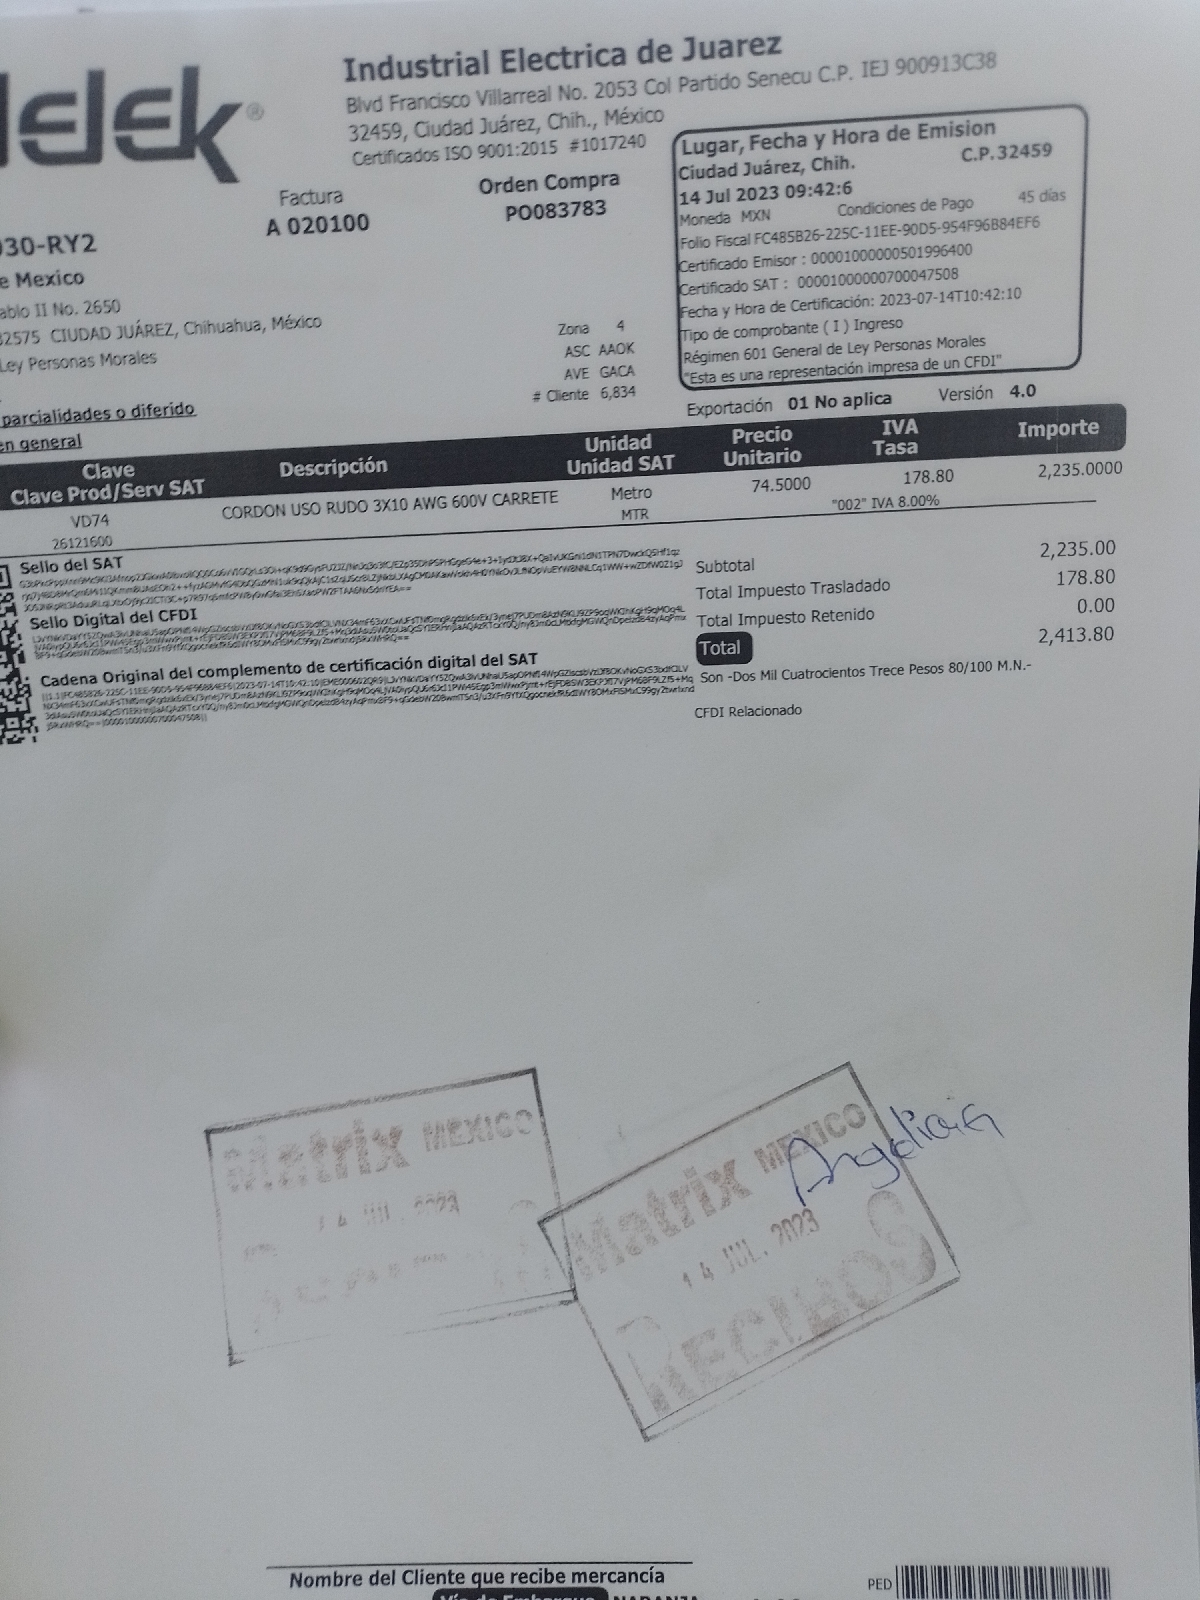 elek®
Industrial Electrica de Juarez
Blvd Francisco Villarreal No. 2053 Col Partido Senecu C.P. IEJ 900913C38
32459, Ciudad Juárez, Chih., México
Certificados ISO 9001:2015 #1017240
Factura
A 020100
Orden Compra
PO083783
Lugar, Fecha y Hora de Emision
Ciudad Juárez, Chih. C.P.32459
14 Jul 2023 09:42:6
Moneda MXN Condiciones de Pago 45 días
Folio Fiscal FC485B26-225C-11EE-90D5-954F96B84EF6
Certificado Emisor : 00001000000501996400
Certificado SAT : 00001000000700047508
Fecha y Hora de Certificación: 2023-07-14T10:42:10
Tipo de comprobante ( I ) Ingreso
Régimen 601 General de Ley Personas Morales
"Esta es una representación impresa de un CFDI"
030-RY2
e Mexico
ablo II No. 2650
32575 CIUDAD JUÁREZ, Chihuahua, México
Ley Personas Morales
parcialidades o diferido
en general
Zona 4
ASC AAOK
AVE GACA
# Cliente 6,834
Exportación 01 No aplica Versión 4.0
Clave
Clave Prod/Serv SAT
Descripción
Unidad
Unidad SAT
Precio
Unitario
IVA
Tasa
Importe
VD74 CORDON USO RUDO 3X10 AWG 600V CARRETE Metro 74.5000 178.80 2,235.0000
26121600 MTR "002" IVA 8.00%
Sello del SAT
Sello Digital del CFDI
Cadena Original del complemento de certificación digital del SAT
Subtotal 2,235.00
Total Impuesto Trasladado 178.80
Total Impuesto Retenido 0.00
Total 2,413.80
Son -Dos Mil Cuatrocientos Trece Pesos 80/100 M.N.-
CFDI Relacionado
Matrix MEXICO
14 JUL. 2023
Matrix MEXICO
14 JUL. 2023
RECIBOS
Nombre del Cliente que recibe mercancía
PED